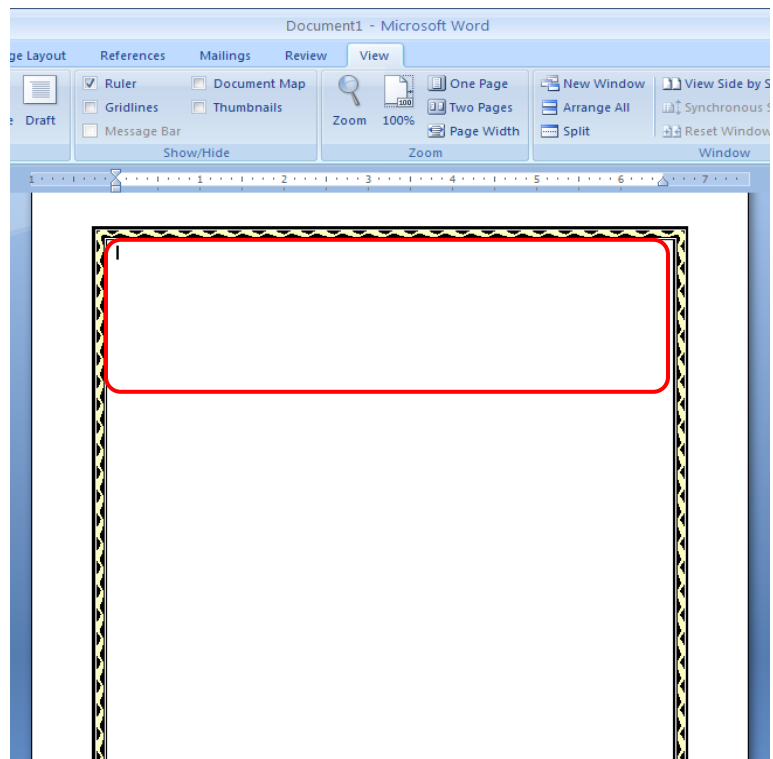 Document1 - Microsoft Word
ge Layout References Mailings Review View
Ruler Document Map One Page New Window View Side by S
Gridlines Thumbnails Two Pages Arrange All Synchronous S
Draft Zoom 100%
Message Bar Page Width Split Reset Window
Show/Hide Zoom Window
1 1 2 3 4 5 6 7